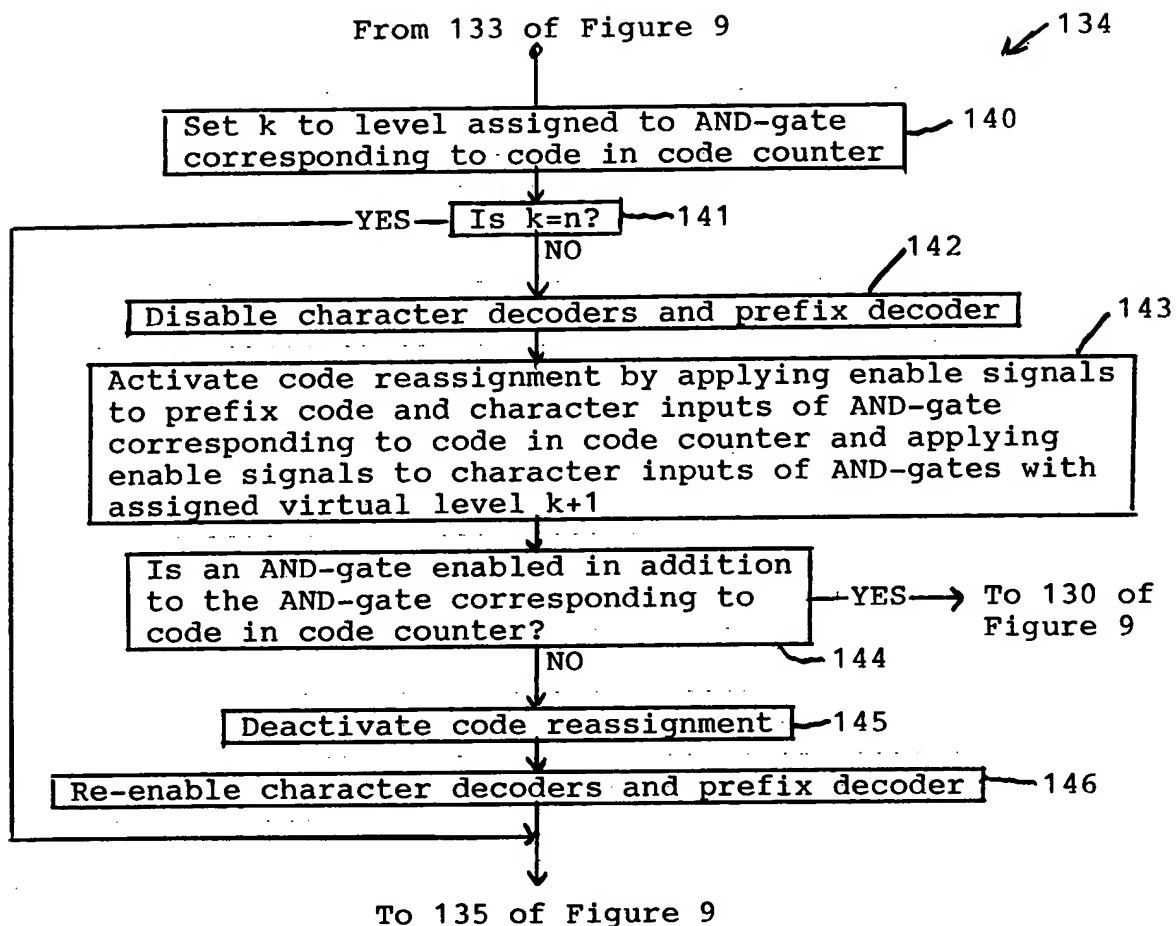 From 133 of Figure 9
134
Set k to level assigned to AND-gate
corresponding to code in code counter
140
YES
Is k=n?
141
NO
142
Disable character decoders and prefix decoder
143
Activate code reassignment by applying enable signals
to prefix code and character inputs of AND-gate
corresponding to code in code counter and applying
enable signals to character inputs of AND-gates with
assigned virtual level k+1
Is an AND-gate enabled in addition
to the AND-gate corresponding to
code in code counter?
YES
To 130 of
Figure 9
144
NO
Deactivate code reassignment
145
Re-enable character decoders and prefix decoder
146
To 135 of Figure 9